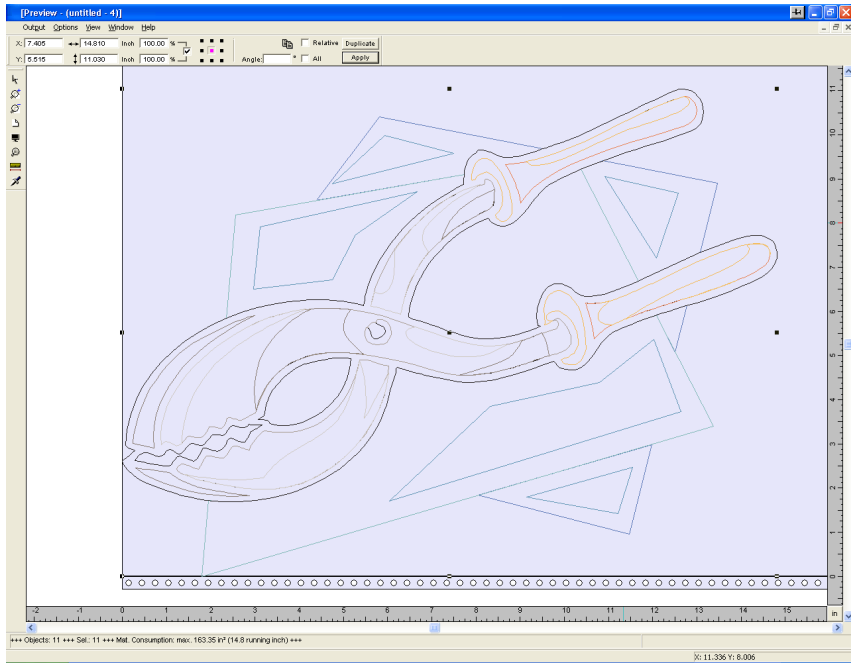 [Preview - (untitled - 4)]
Output Options View Window Help
X: 7.405 14.810 Inch 100.00 % Relative Duplicate
Y: 5.515 11.030 Inch 100.00 % Angle: ° All Apply
11
10
9
8
7
6
5
4
3
2
1
0
-2 -1 0 1 2 3 4 5 6 7 8 9 10 11 12 13 14 15 in
+++ Objects: 11 +++ Sel.: 11 +++ Mat. Consumption: max. 163.35 in² (14.8 running inch) +++
X: 11.336 Y: 8.006